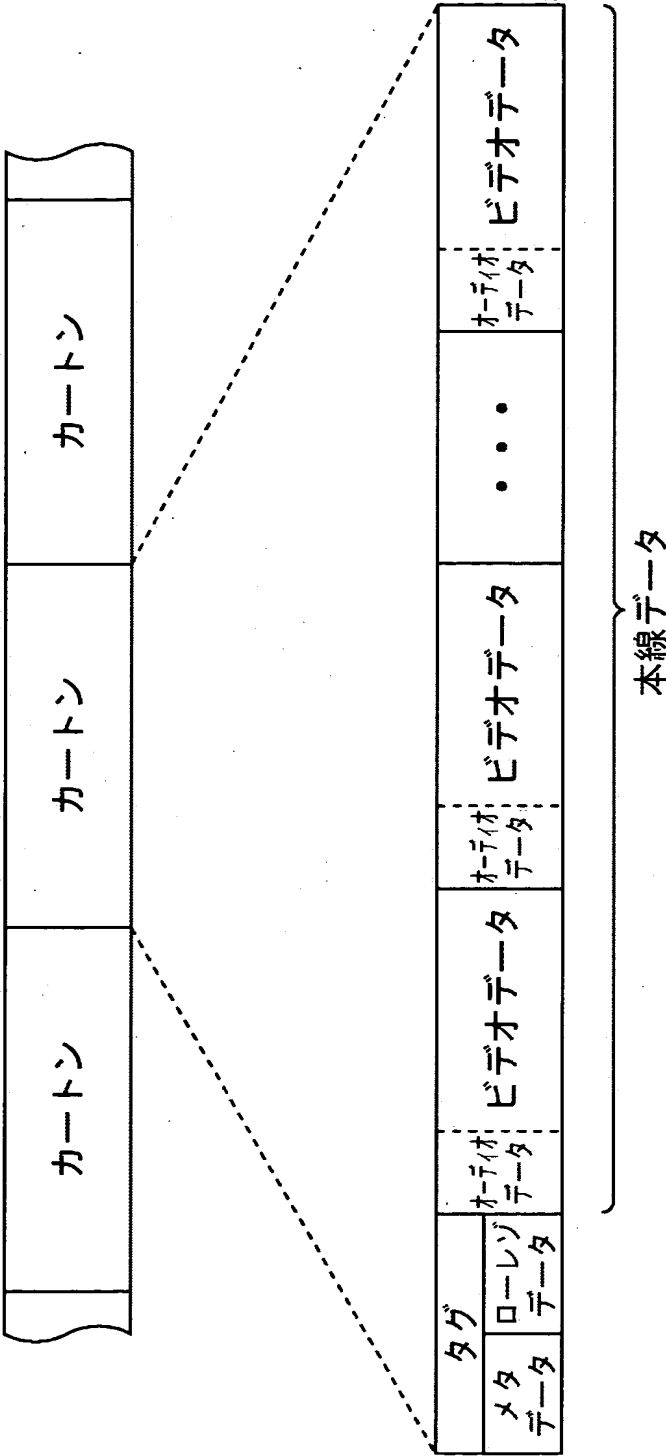 カートン
カートン
カートン
タグ
メタ
データ
ローレゾ
データ
オーディオ
データ
ビデオデータ
オーディオ
データ
ビデオデータ
・・・
オーディオ
データ
ビデオデータ
本線データ